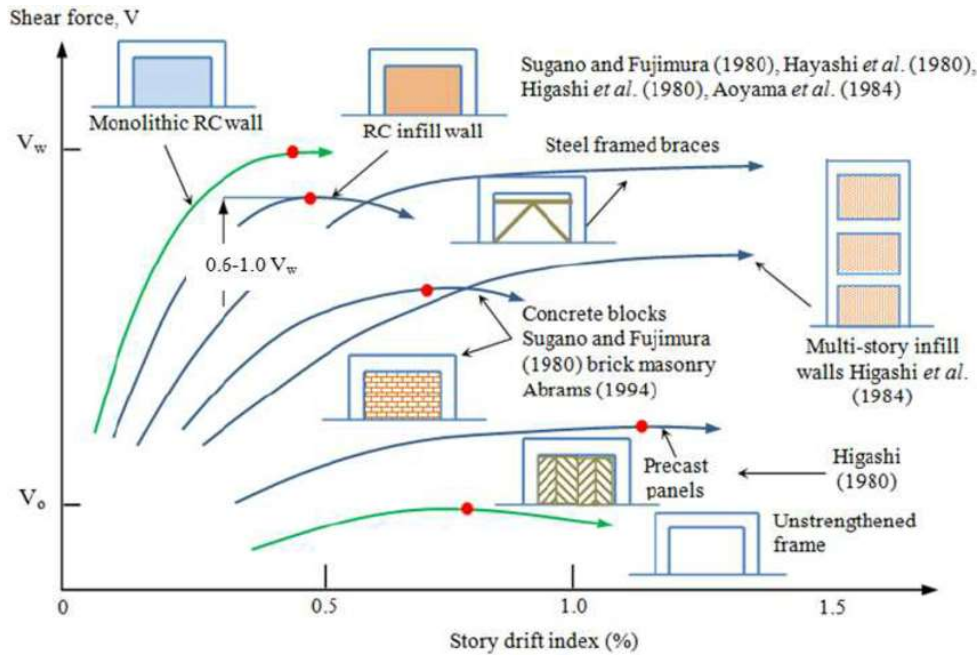 Shear force, V
Sugano and Fujimura (1980), Hayashi et al. (1980),
Higashi et al. (1980), Aoyama et al. (1984)
Monolithic RC wall
RC infill wall
Steel framed braces
Vw
0.6-1.0 Vw
Concrete blocks
Sugano and Fujimura
(1980) brick masonry
Abrams (1994)
Multi-story infill
walls Higashi et al.
(1984)
Precast
panels
Higashi
(1980)
Vo
Unstrengthened
frame
0
0.5
1.0
1.5
Story drift index (%)